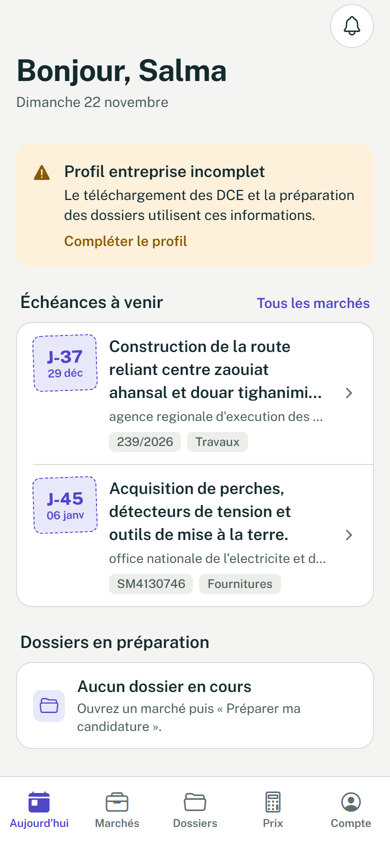 Bonjour, Salma
Dimanche 22 novembre
Profil entreprise incomplet
Le téléchargement des DCE et la préparation
des dossiers utilisent ces informations.
Compléter le profil
Échéances à venir
Tous les marchés
J-37
29 déc
Construction de la route
reliant centre zaouiat
ahansal et douar tighanimi...
agence regionale d'execution des ...
239/2026
Travaux
J-45
06 janv
Acquisition de perches,
détecteurs de tension et
outils de mise à la terre.
office nationale de l'electricite et d...
SM4130746
Fournitures
Dossiers en préparation
Aucun dossier en cours
Ouvrez un marché puis « Préparer ma
candidature ».
Aujourd'hui
Marchés
Dossiers
Prix
Compte